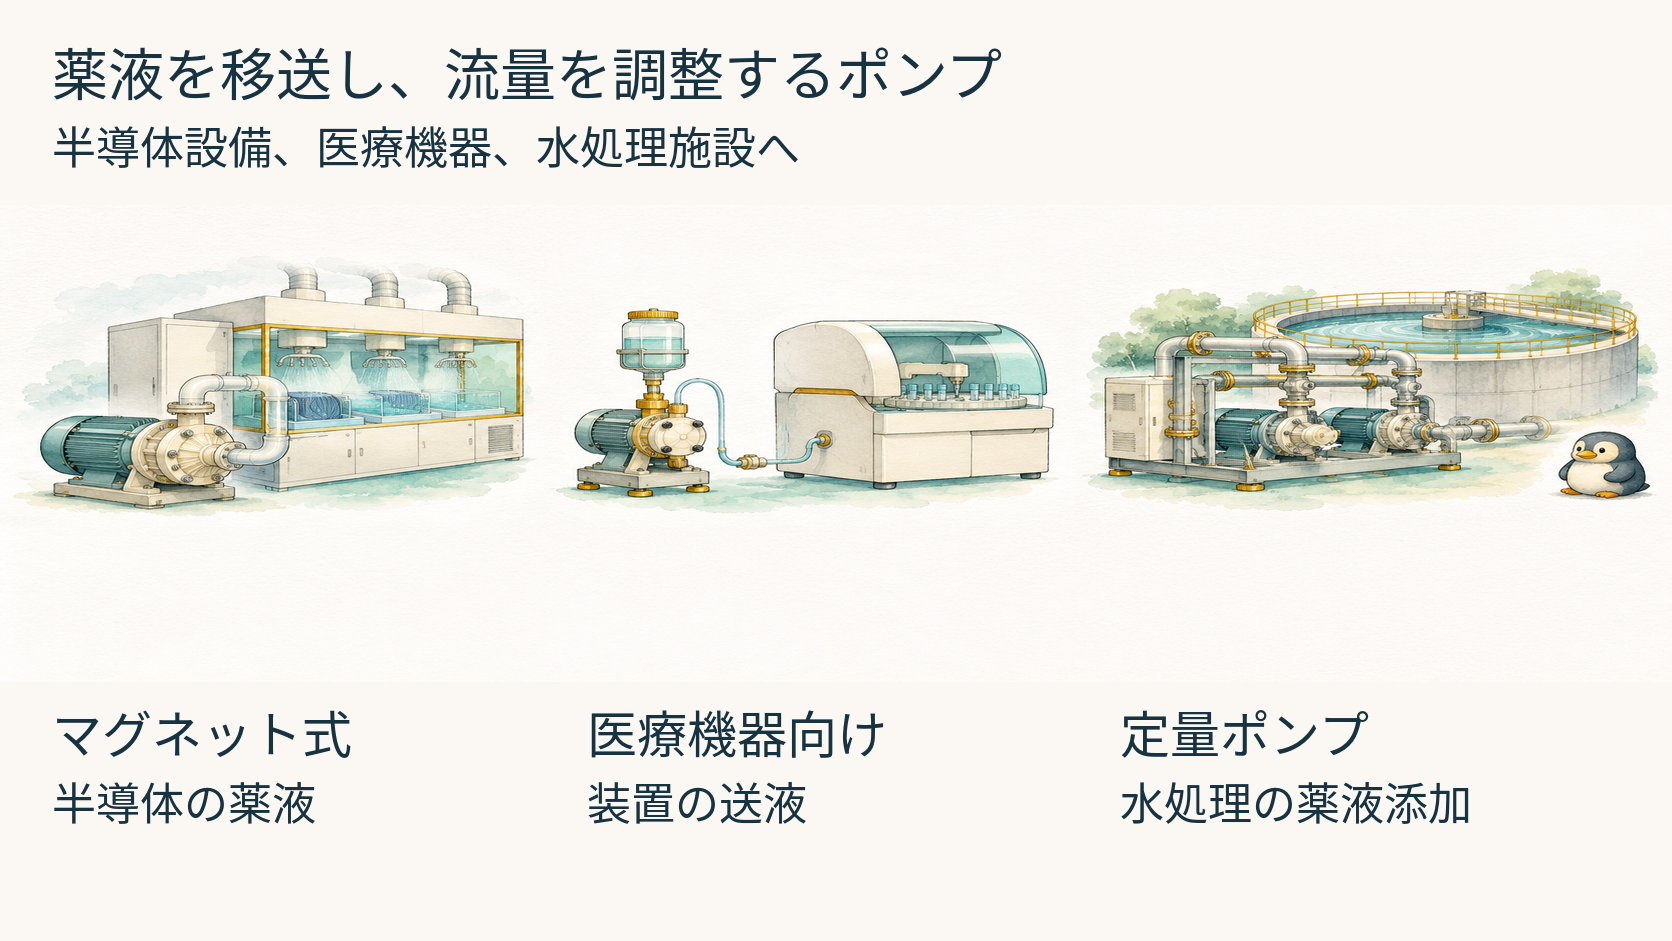 薬液を移送し、流量を調整するポンプ
半導体設備、医療機器、水処理施設へ
マグネット式
半導体の薬液
医療機器向け
装置の送液
定量ポンプ
水処理の薬液添加